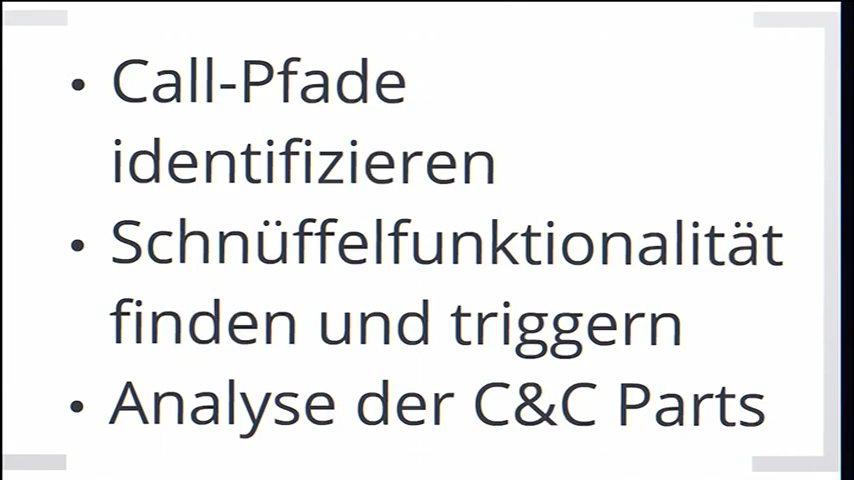 • Call-Pfade
identifizieren
• Schnüffelfunktionalität
finden und triggern
• Analyse der C&C Parts